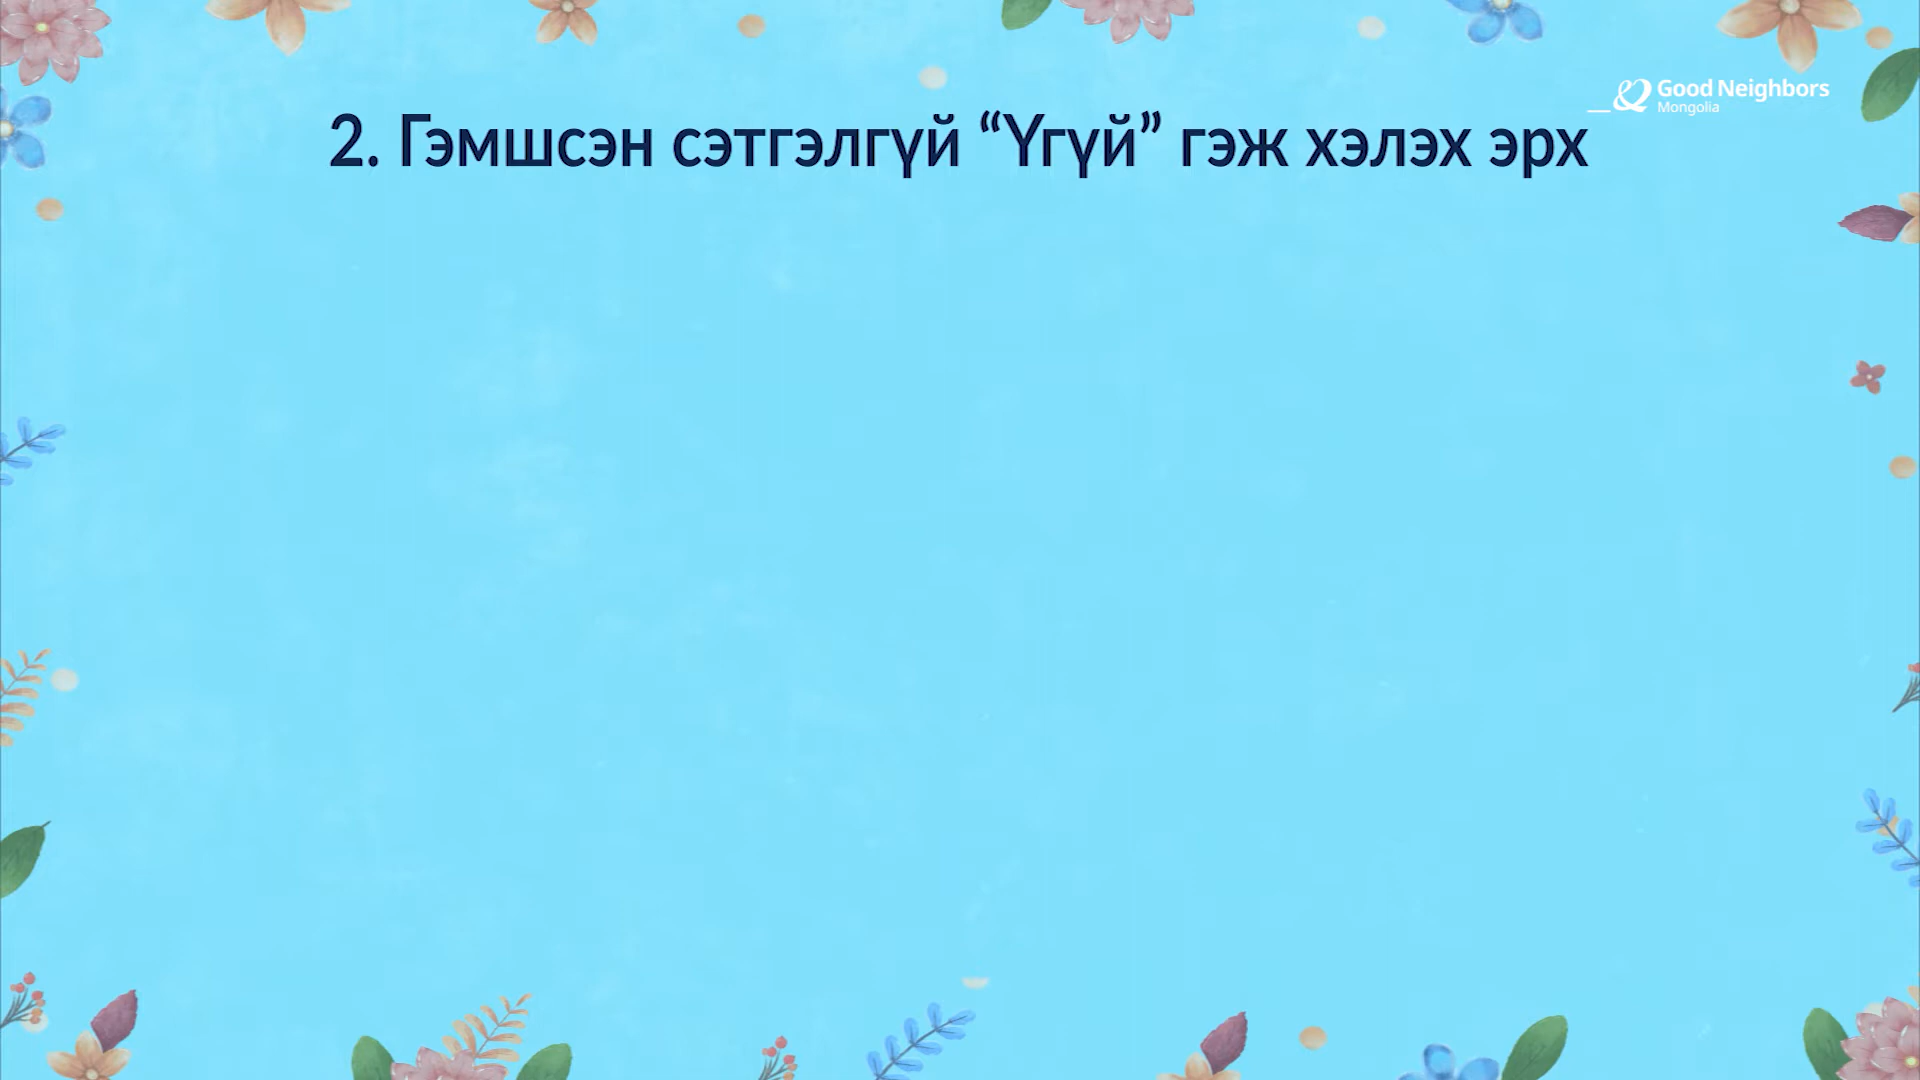 Good Neighbors
Mongolia
2. Гэмшсэн сэтгэлгүй “Үгүй” гэж хэлэх эрх